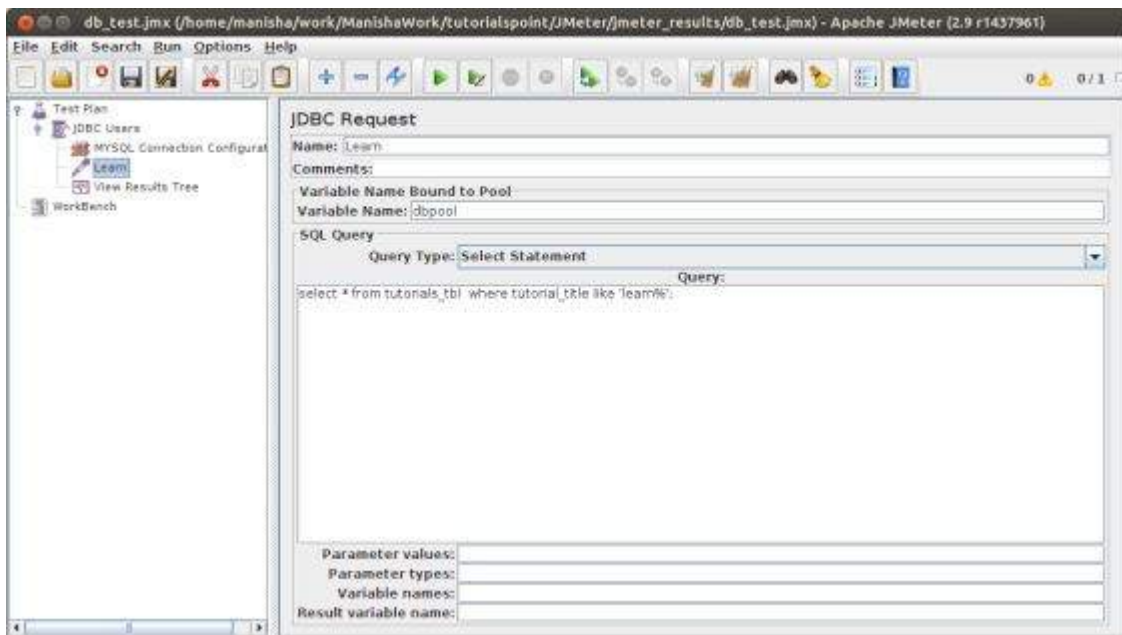 db_test.jmx (/home/manisha/work/ManishaWork/tutorialspoint/JMeter/jmeter_results/db_test.jmx) - Apache JMeter (2.9 r1437961)
File Edit Search Run Options Help
0 0/1
Test Plan
JDBC Users
MYSQL Connection Configurat
Learn
View Results Tree
WorkBench
JDBC Request
Name: Learn
Comments:
Variable Name Bound to Pool
Variable Name: dbpool
SQL Query
Query Type: Select Statement
Query:
select * from tutorials_tbl where tutorial_title like 'learn%';
Parameter values:
Parameter types:
Variable names:
Result variable name: